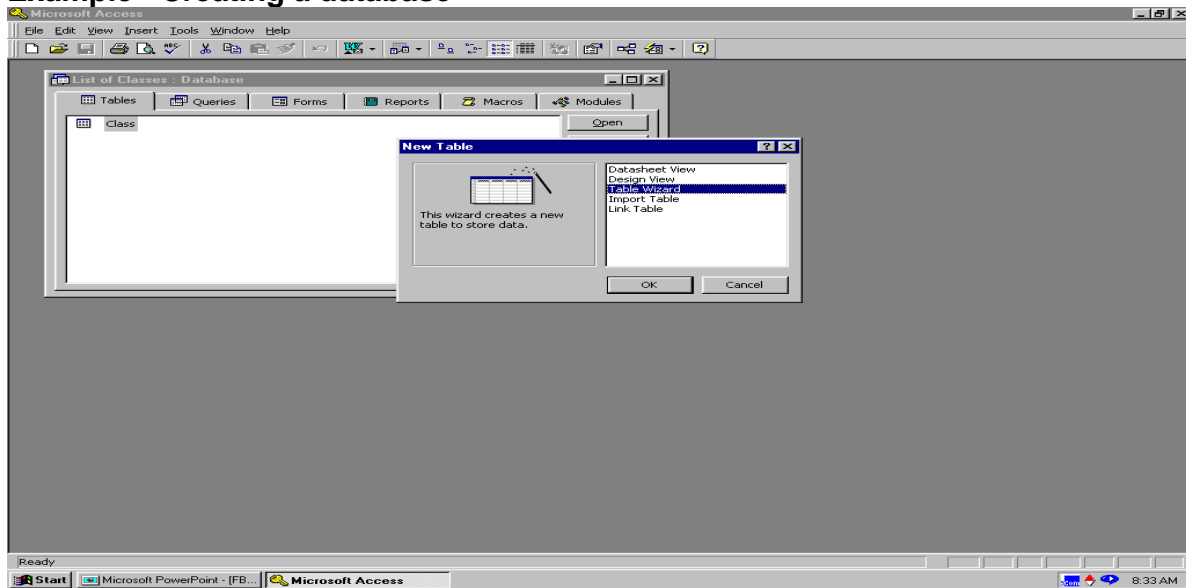 Example - Creating a database
Microsoft Access
File Edit View Insert Tools Window Help
List of Classes : Database
Tables Queries Forms Reports Macros Modules
Class
Open
New Table
This wizard creates a new
table to store data.
Datasheet View
Design View
Table Wizard
Import Table
Link Table
OK Cancel
Ready
Start Microsoft PowerPoint - [FB... Microsoft Access 8:33 AM